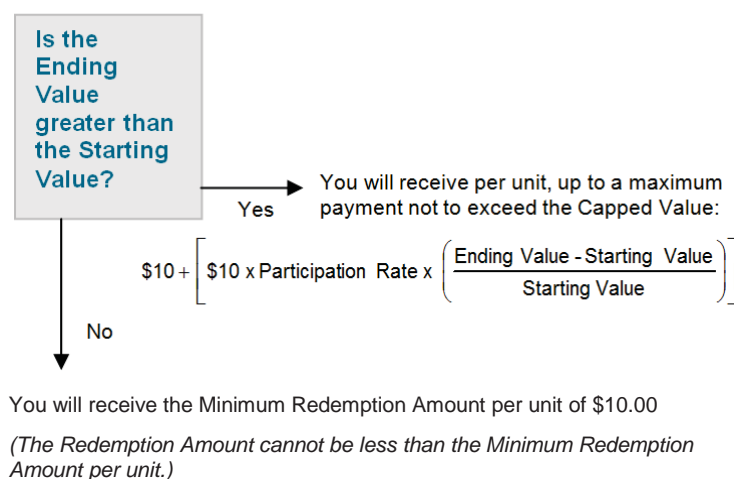 Is the
Ending
Value
greater than
the Starting
Value?
Yes
You will receive per unit, up to a maximum
payment not to exceed the Capped Value:
$10 + [ $10 x Participation Rate x ( Ending Value - Starting Value
Starting Value ) ]
No
You will receive the Minimum Redemption Amount per unit of $10.00
(The Redemption Amount cannot be less than the Minimum Redemption
Amount per unit.)